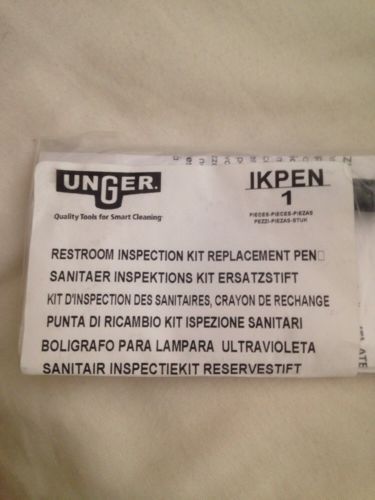 UNGER.
Quality Tools for Smart Cleaning
IKPEN
1
PIECES-PIECES-PIEZAS
PEZZI-PIEZAS-STUK
RESTROOM INSPECTION KIT REPLACEMENT PEN□
SANITAER INSPEKTIONS KIT ERSATZSTIFT
KIT D'INSPECTION DES SANITAIRES, CRAYON DE RECHANGE
PUNTA DI RICAMBIO KIT ISPEZIONE SANITARI
BOLIGRAFO PARA LAMPARA ULTRAVIOLETA
SANITAIR INSPECTIEKIT RESERVESTIFT